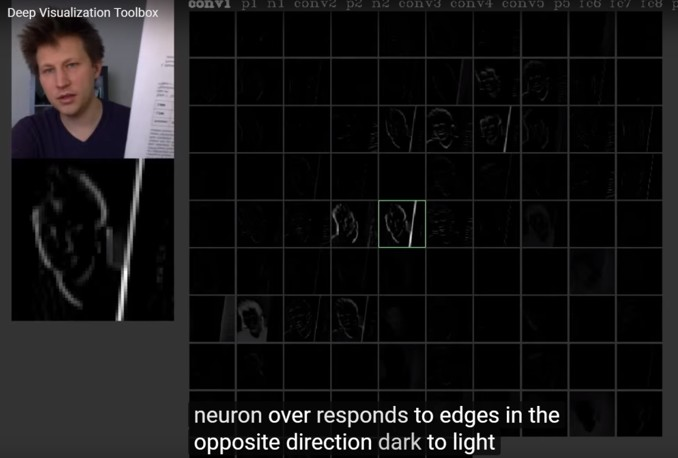 Deep Visualization Toolbox
conv1 p1 n1 conv2 p2 n2 conv3 conv4 conv5 p5 fc6 fc7 fc8
neuron over responds to edges in the
opposite direction dark to light